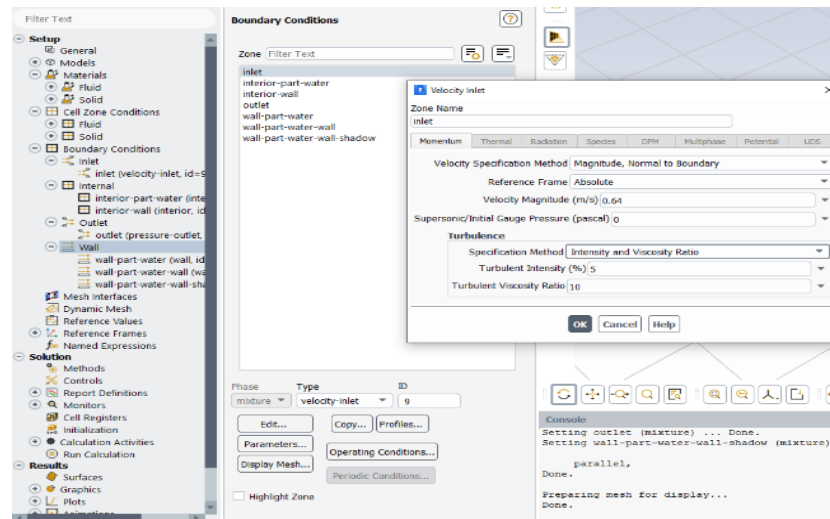 Filter Text
Setup
General
Models
Materials
Fluid
Solid
Cell Zone Conditions
Fluid
Solid
Boundary Conditions
Inlet
inlet (velocity-inlet, id=9
Internal
interior-part-water (inte
interior-wall (interior, id
Outlet
outlet (pressure-outlet,
Wall
wall-part-water (wall, id
wall-part-water-wall (wa
wall-part-water-wall-sha
Mesh Interfaces
Dynamic Mesh
Reference Values
Reference Frames
Named Expressions
Solution
Methods
Controls
Report Definitions
Monitors
Cell Registers
Initialization
Calculation Activities
Run Calculation
Results
Surfaces
Graphics
Plots
Animations
Boundary Conditions
Zone Filter Text
inlet
interior-part-water
interior-wall
outlet
wall-part-water
wall-part-water-wall
wall-part-water-wall-shadow
Phase Type ID
mixture velocity-inlet 9
Edit... Copy... Profiles...
Parameters... Operating Conditions...
Display Mesh... Periodic Conditions...
Highlight Zone
Velocity Inlet
Zone Name
inlet
Momentum Thermal Radiation Species DPM Multiphase Potential UDS
Velocity Specification Method Magnitude, Normal to Boundary
Reference Frame Absolute
Velocity Magnitude (m/s) 0.64
Supersonic/Initial Gauge Pressure (pascal) 0
Turbulence
Specification Method Intensity and Viscosity Ratio
Turbulent Intensity (%) 5
Turbulent Viscosity Ratio 10
OK Cancel Help
Console
Setting outlet (mixture) ... Done.
Setting wall-part-water-wall-shadow (mixture)
parallel,
Done.
Preparing mesh for display...
Done.